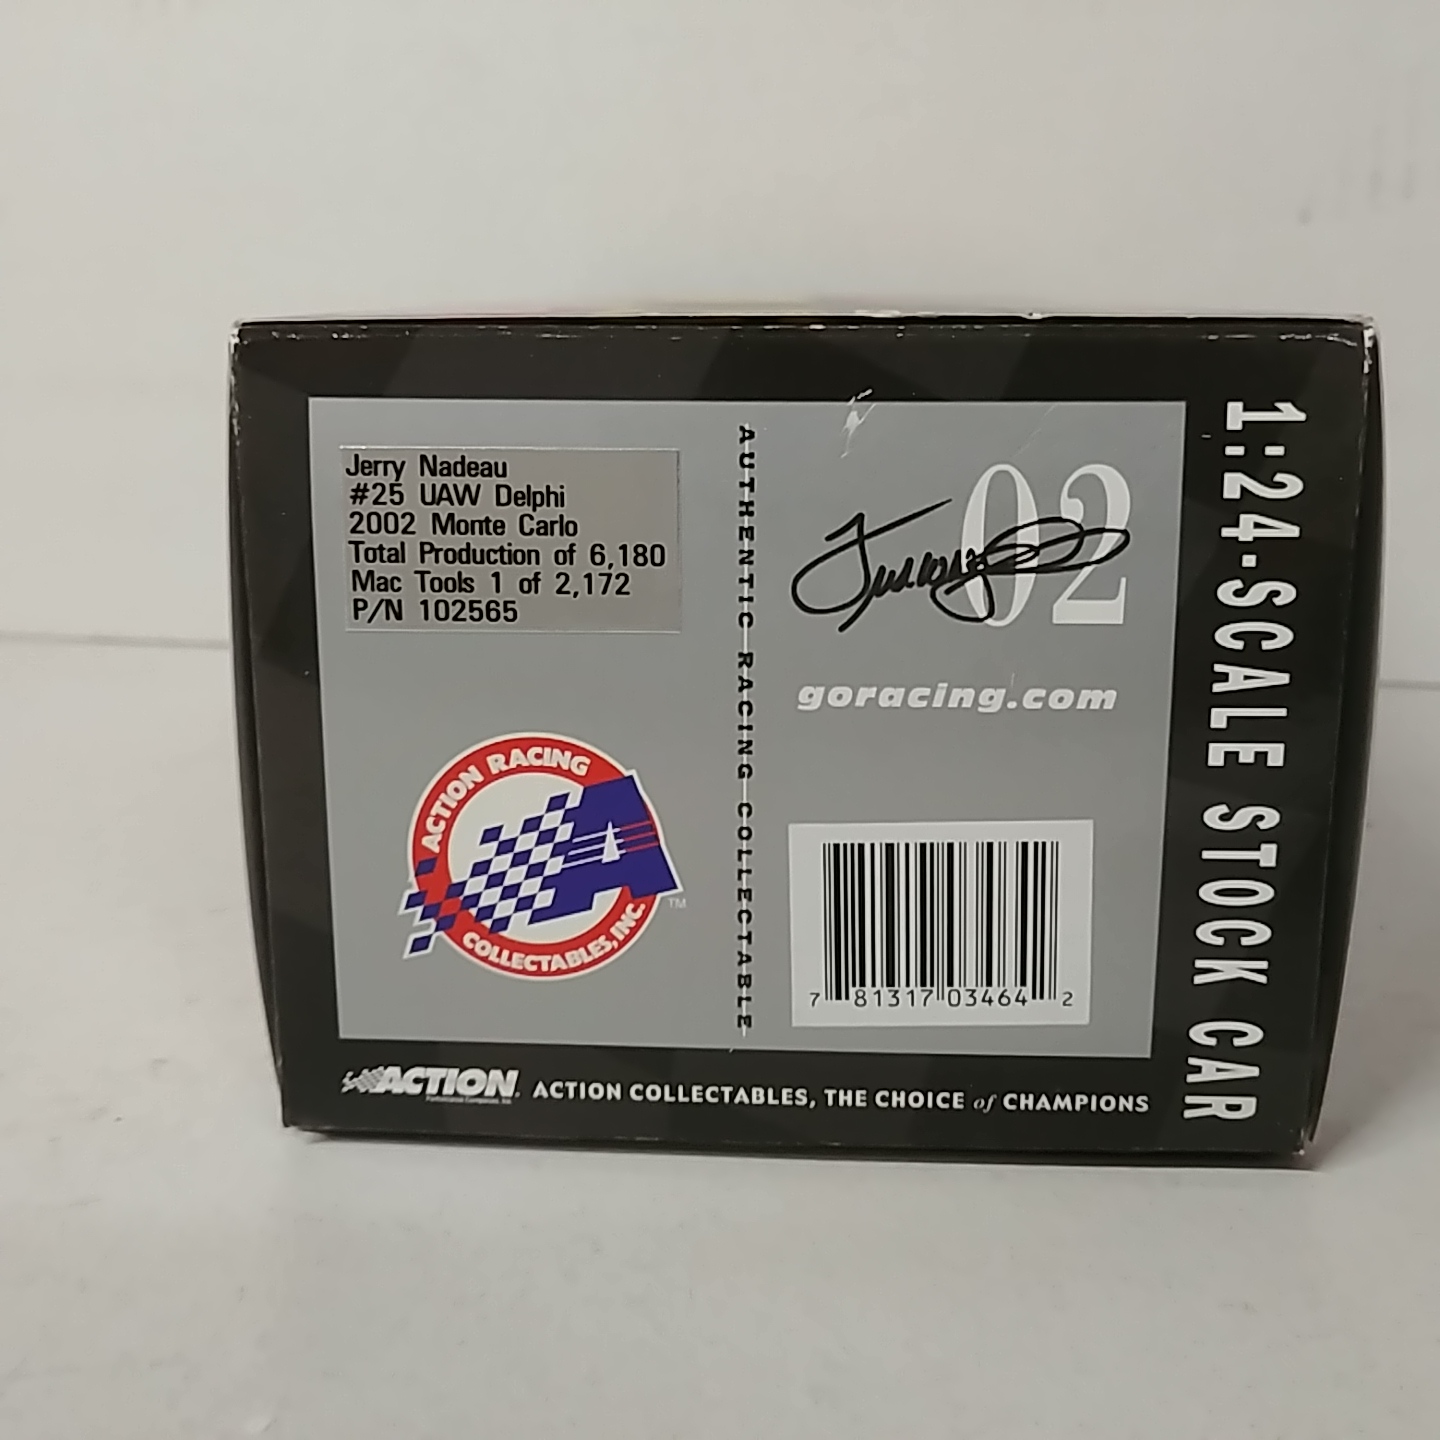 Jerry Nadeau
#25 UAW Delphi
2002 Monte Carlo
Total Production of 6,180
Mac Tools 1 of 2,172
P/N 102565
ACTION RACING
COLLECTABLES, INC.
TM
AUTHENTIC RACING COLLECTABLE
02
goracing.com
7 81317 03464 2
1:24-SCALE STOCK CAR
ACTION
ACTION COLLECTABLES, THE CHOICE of CHAMPIONS